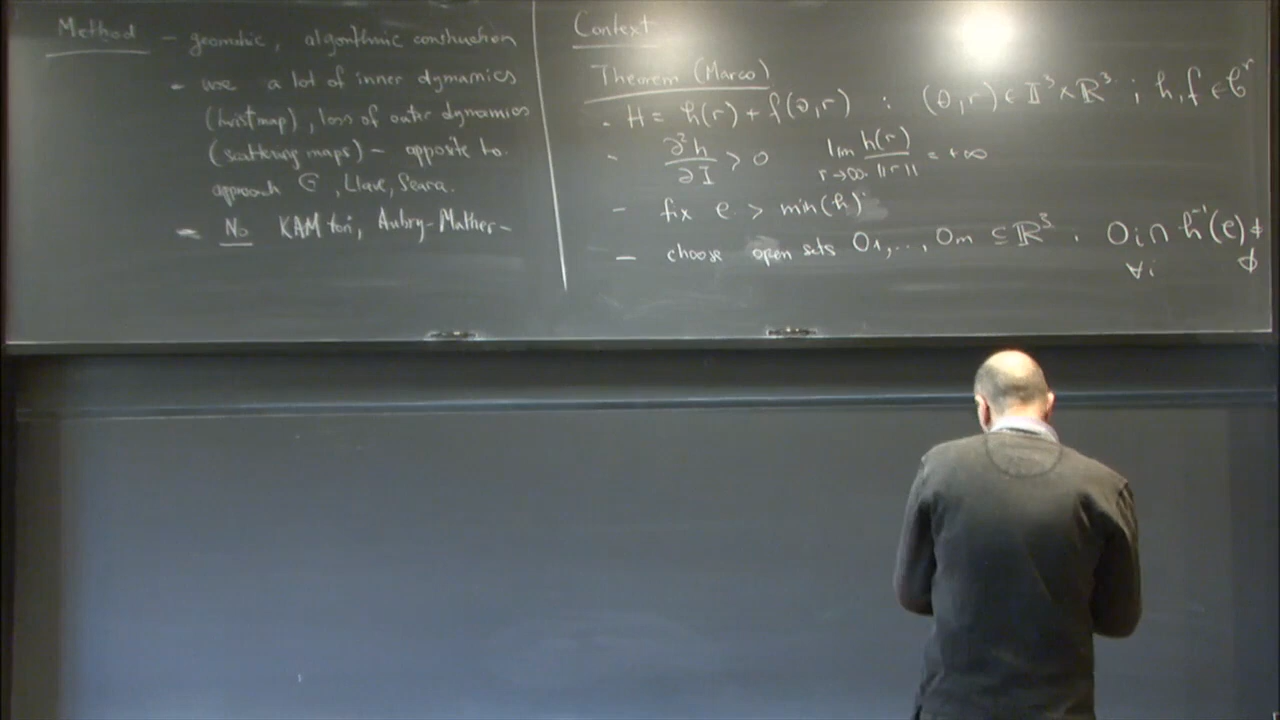 Method - geometric, algorithmic construction
- use a lot of inner dynamics
(twist map), less of outer dynamics
(scattering maps) - opposite to
approach G, Llave, Seara.
- No KAM tori, Aubry-Mather-
Context
Theorem (Marco)
- H = h(r) + f(θ,r) : (θ,r) ∈ T³ × R³ ; h, f ∈ C^r
- ∂²h/∂I > 0 lim r→∞ h(r)/||r|| = +∞
- fix e > min(h)
- choose open sets O₁, ..., Oₘ ⊆ R³, Oᵢ ∩ h⁻¹(e) ≠ ∅ ∀i